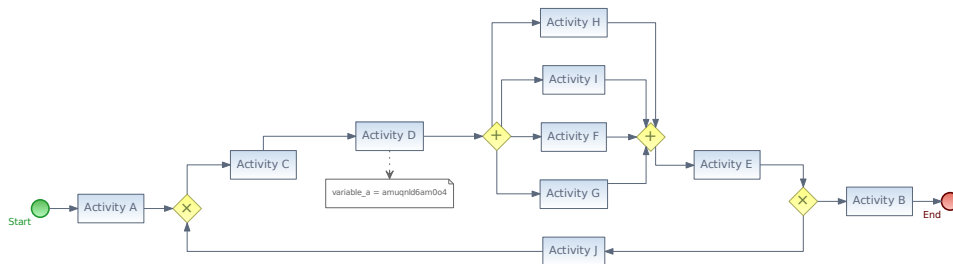 Activity H
Activity I
Activity D
Activity F
Activity C
Activity E
variable_a = amuqnld6am0o4
Activity G
Activity A
Activity B
Start
End
Activity J